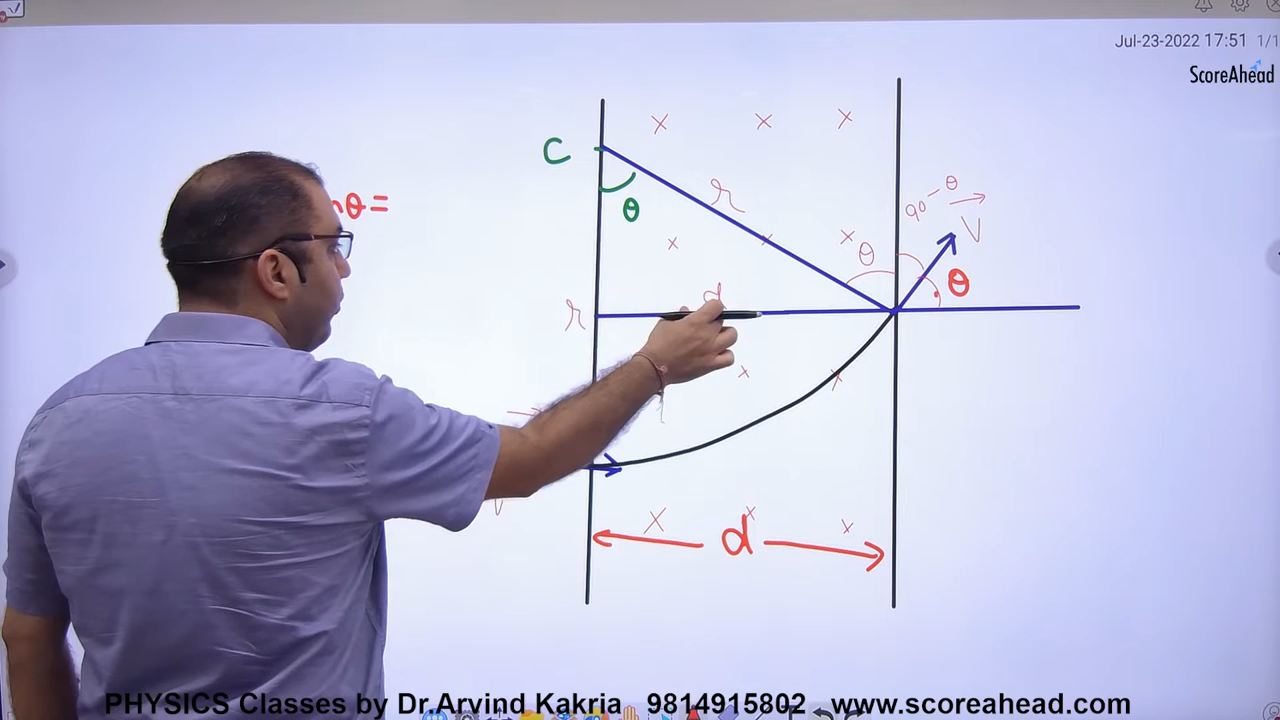 Jul-23-2022 17:51 1/1
ScoreAhead
C
θ
r
90-θ
V
θ =
θ
θ
d
r
d
PHYSICS Classes by Dr.Arvind Kakria 9814915802 www.scoreahead.com